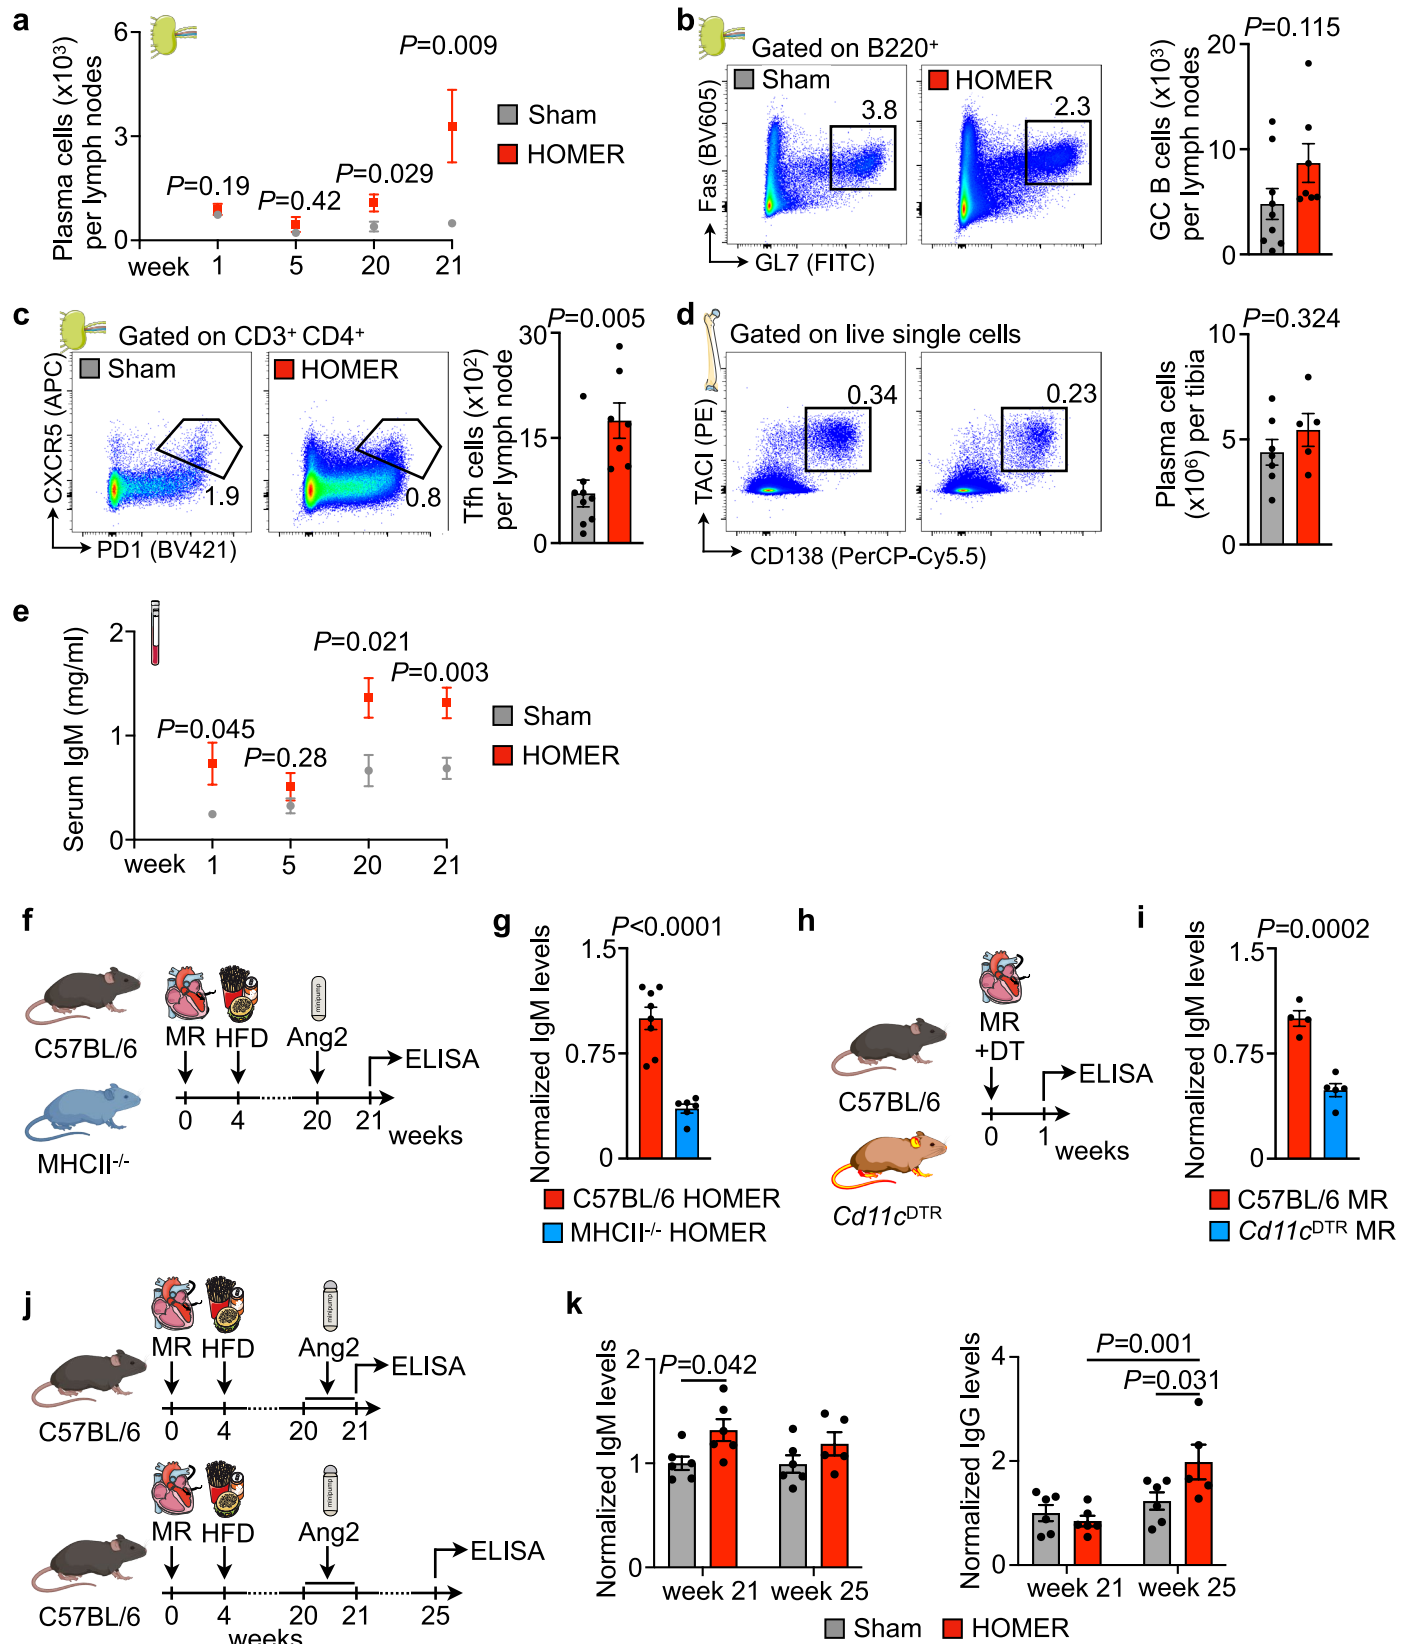 a
Plasma cells (x10³)
per lymph nodes
6
3
0
P=0.009
P=0.19
P=0.42
P=0.029
Sham
HOMER
week 1 5 20 21
b
Gated on B220⁺
Sham
HOMER
3.8
2.3
Fas (BV605)
GL7 (FITC)
P=0.115
GC B cells (x10³)
per lymph nodes
20
10
0
c
Gated on CD3⁺ CD4⁺
Sham
HOMER
1.9
0.8
CXCR5 (APC)
PD1 (BV421)
P=0.005
Tfh cells (x10²)
per lymph node
30
15
0
d
Gated on live single cells
0.34
0.23
TACI (PE)
CD138 (PerCP-Cy5.5)
P=0.324
Plasma cells
(x10⁶) per tibia
10
5
0
e
Serum IgM (mg/ml)
2
1
0
P=0.045
P=0.28
P=0.021
P=0.003
Sham
HOMER
week 1 5 20 21
f
C57BL/6
MHCII⁻/⁻
MR HFD Ang2
minipump
ELISA
0 4 20 21
weeks
g
P<0.0001
Normalized IgM levels
1.5
0.75
0
C57BL/6 HOMER
MHCII⁻/⁻ HOMER
h
MR
+DT
C57BL/6
Cd11cᴰᵀᴿ
ELISA
0 1
weeks
i
P=0.0002
Normalized IgM levels
1.5
0.75
0
C57BL/6 MR
Cd11cᴰᵀᴿ MR
j
MR HFD Ang2
minipump
ELISA
C57BL/6
0 4 20 21
MR HFD Ang2
minipump
ELISA
C57BL/6
0 4 20 21 25
weeks
k
Normalized IgM levels
2
1
0
P=0.042
week 21 week 25
Normalized IgG levels
4
2
0
P=0.001
P=0.031
week 21 week 25
Sham HOMER